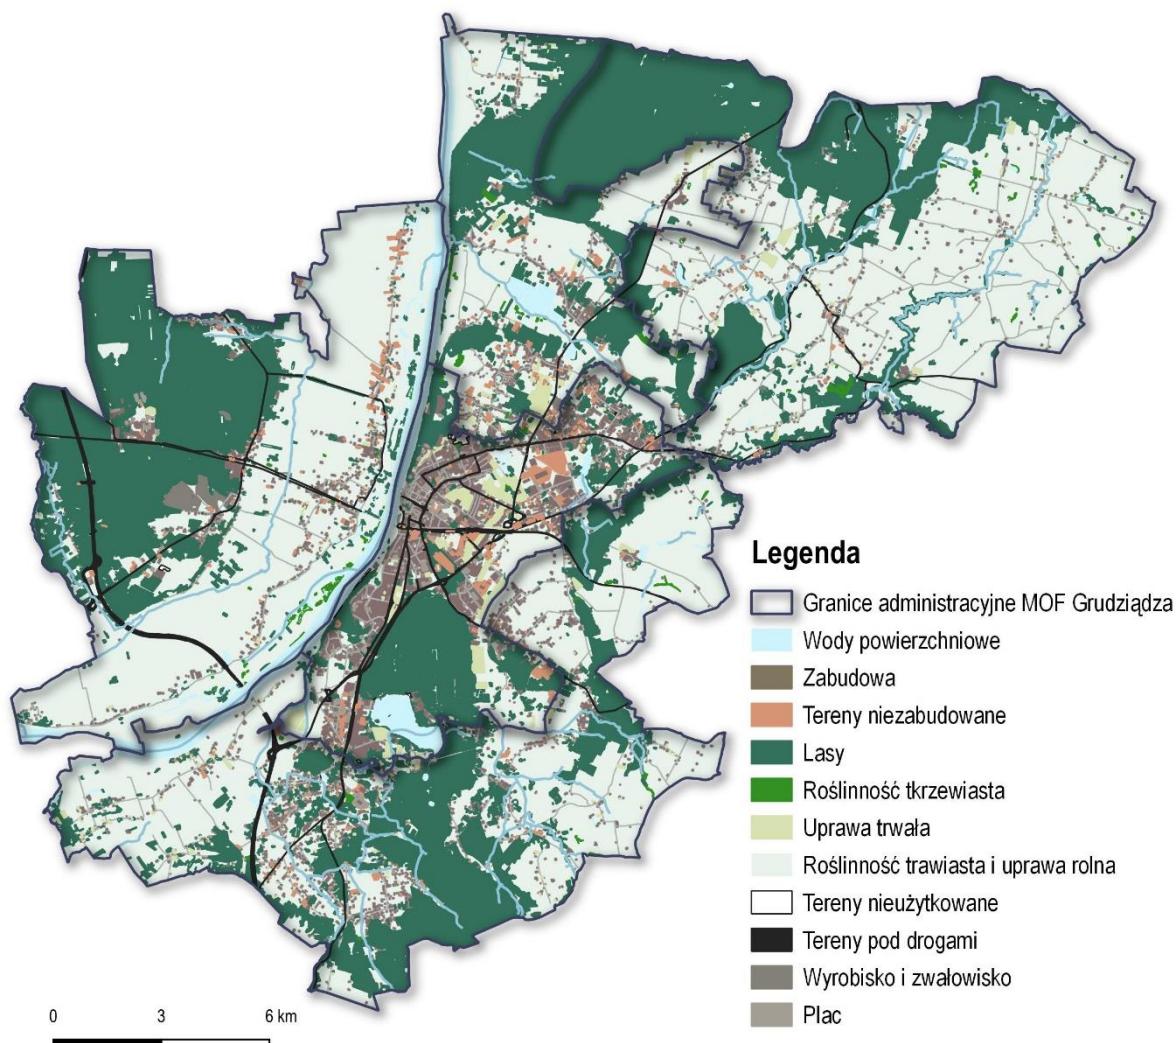 Legenda
Granice administracyjne MOF Grudziądza
Wody powierzchniowe
Zabudowa
Tereny niezabudowane
Lasy
Roślinność tkrzewiasta
Uprawa trwała
Roślinność trawiasta i uprawa rolna
Tereny nieużytkowane
Tereny pod drogami
Wyrobisko i zwałowisko
Plac
0 3 6 km